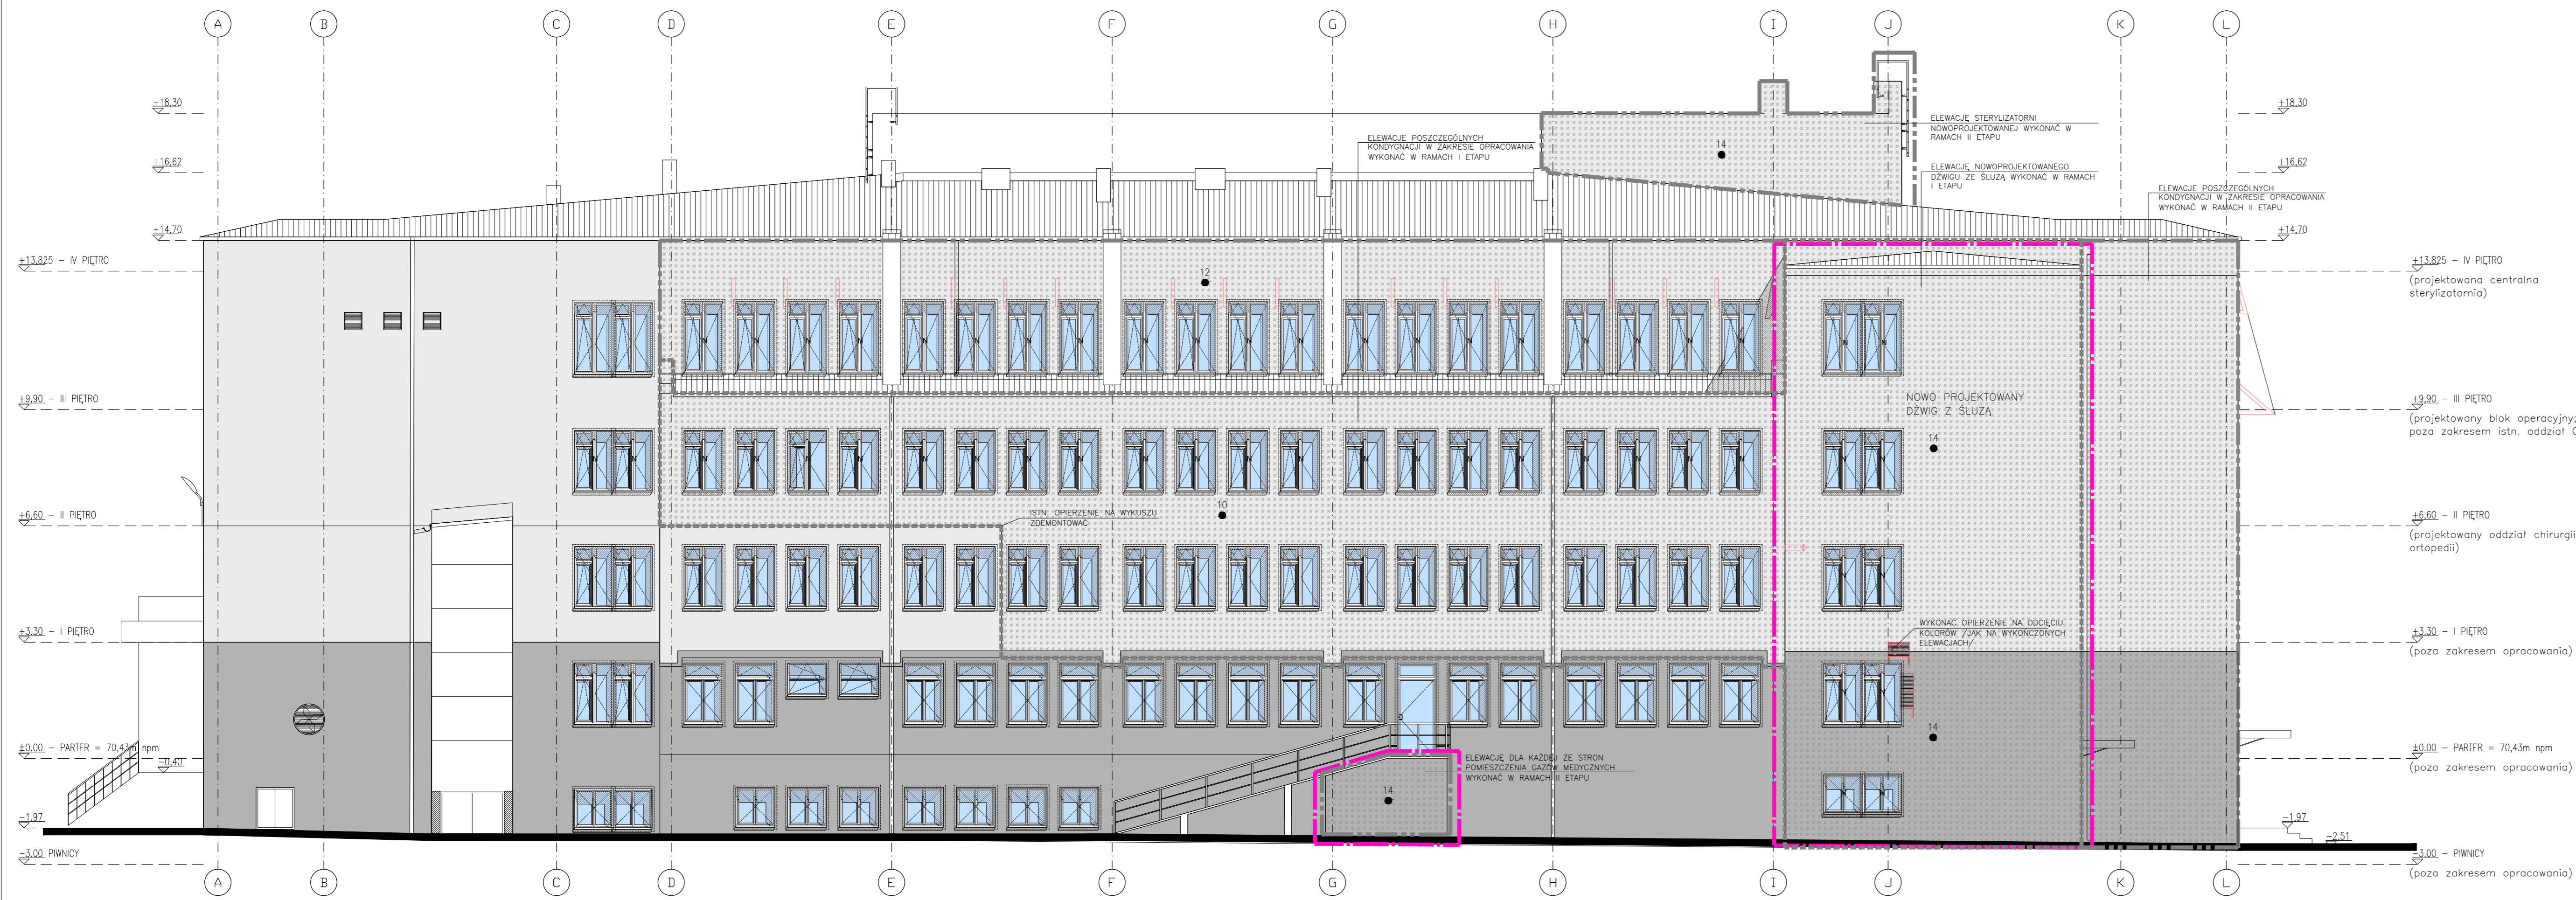 A B C D E F G H I J K L
+18,30
+18,30
ELEWACJĘ STERYLIZATORNI
NOWOPROJEKTOWANEJ WYKONAĆ W
RAMACH II ETAPU
ELEWACJE POSZCZEGÓLNYCH
KONDYGNACJI W ZAKRESIE OPRACOWANIA
WYKONAĆ W RAMACH I ETAPU
14
+16,62
+16,62
ELEWACJĘ NOWOPROJEKTOWANEGO
DŹWIGU ZE ŚLUZĄ WYKONAĆ W RAMACH
I ETAPU
ELEWACJE POSZCZEGÓLNYCH
KONDYGNACJI W ZAKRESIE OPRACOWANIA
WYKONAĆ W RAMACH II ETAPU
+14,70
+14,70
+13,825 - IV PIĘTRO
+13,825 - IV PIĘTRO
(projektowana centralna
sterylizatornia)
12
N N N N N N N N N N N N N N N N N N N N N N
+9,90 - III PIĘTRO
NOWO PROJEKTOWANY
DŹWIG Z ŚLUZĄ
+9,90 - III PIĘTRO
(projektowany blok operacyjny;
poza zakresem istn. oddział
14
N N N N N N N N N N N N N N N N N N N N N N
10
+6,60 - II PIĘTRO
ISTN. OPIERZENIE NA WYKUSZU
ZDEMONTOWAĆ
+6,60 - II PIĘTRO
(projektowany oddział chirurgii
ortopedii)
N N
+3,30 - I PIĘTRO
WYKONAĆ OPIERZENIE NA ODCIĘCIU
KOLORÓW /JAK NA WYKOŃCZONYCH
ELEWACJACH/
+3,30 - I PIĘTRO
(poza zakresem opracowania)
N N
14
±0,00 - PARTER = 70,43m npm
-0,40
±0,00 - PARTER = 70,43m npm
(poza zakresem opracowania)
ELEWACJĘ DLA KAŻDEJ ZE STRON
POMIESZCZENIA GAZÓW MEDYCZNYCH
WYKONAĆ W RAMACH II ETAPU
14
N N
-1,97
-1,97
-2,51
-3,00 PIWNICY
-3,00 - PIWNICY
(poza zakresem opracowania)
A B C D E F G H I J K L